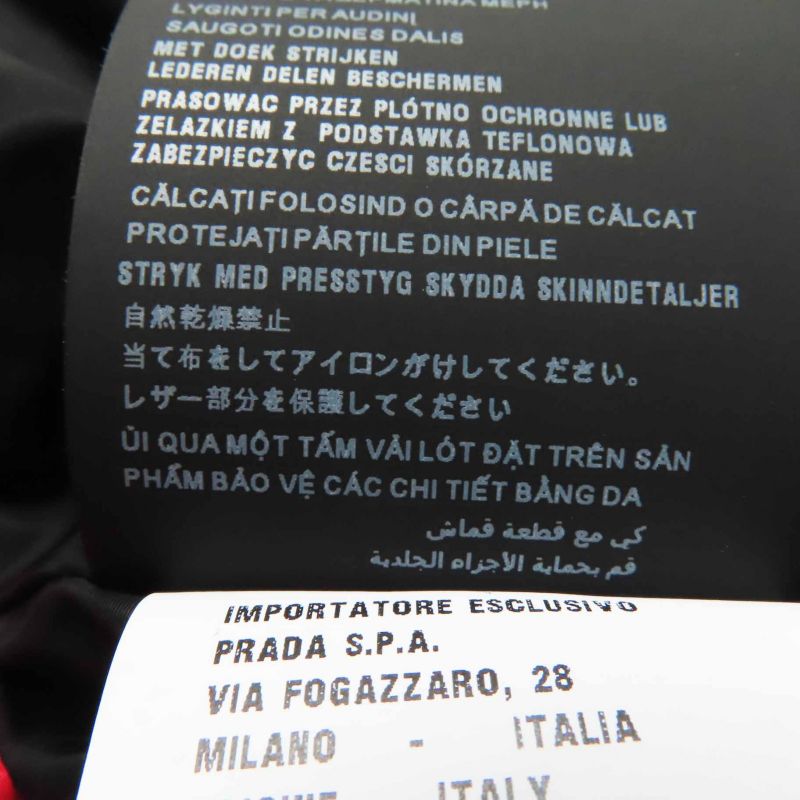 LYGINTI PER AUDINĮ
SAUGOTI ODINES DALIS
MET DOEK STRIJKEN
LEDEREN DELEN BESCHERMEN
PRASOWAC PRZEZ PLÓTNO OCHRONNE LUB
ZELAZKIEM Z PODSTAWKA TEFLONOWA
ZABEZPIECZYC CZESCI SKÓRZANE
CĂLCAȚI FOLOSIND O CÂRPĂ DE CĂLCAT
PROTEJAȚI PĂRȚILE DIN PIELE
STRYK MED PRESSTYG SKYDDA SKINNDETALJER
自然乾燥禁止
当て布をしてアイロンがけしてください。
レザー部分を保護してください
ỦI QUA MỘT TẤM VẢI LÓT ĐẶT TRÊN SẢN
PHẨM BẢO VỆ CÁC CHI TIẾT BẰNG DA
كي مع قطعة قماش
قم بحماية الأجزاء الجلدية
IMPORTATORE ESCLUSIVO
PRADA S.P.A.
VIA FOGAZZARO, 28
MILANO - ITALIA
ITALY